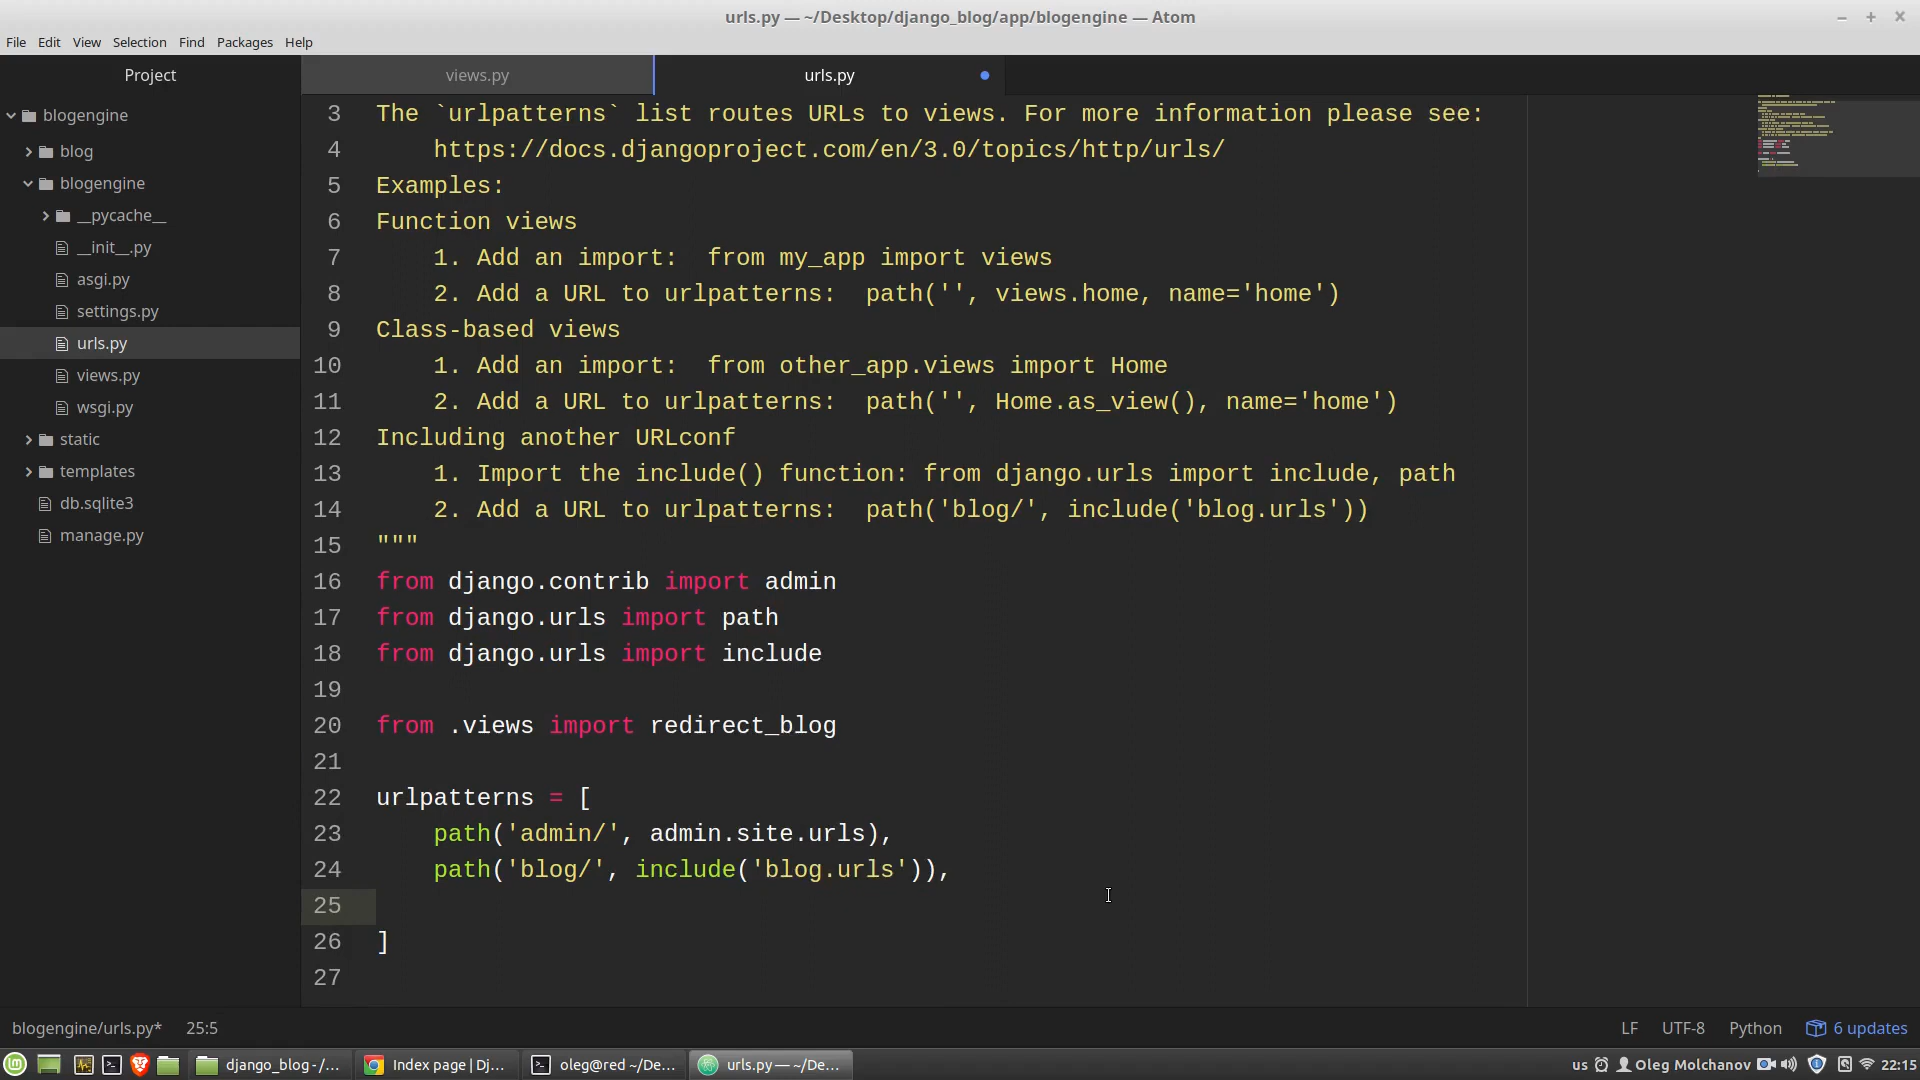 urls.py — ~/Desktop/django_blog/app/blogengine — Atom
File Edit View Selection Find Packages Help
Project
views.py
urls.py
blogengine
blog
blogengine
__pycache__
__init__.py
asgi.py
settings.py
urls.py
views.py
wsgi.py
static
templates
db.sqlite3
manage.py
3 The `urlpatterns` list routes URLs to views. For more information please see:
4     https://docs.djangoproject.com/en/3.0/topics/http/urls/
5 Examples:
6 Function views
7     1. Add an import:  from my_app import views
8     2. Add a URL to urlpatterns:  path('', views.home, name='home')
9 Class-based views
10     1. Add an import:  from other_app.views import Home
11     2. Add a URL to urlpatterns:  path('', Home.as_view(), name='home')
12 Including another URLconf
13     1. Import the include() function: from django.urls import include, path
14     2. Add a URL to urlpatterns:  path('blog/', include('blog.urls'))
15 """
16 from django.contrib import admin
17 from django.urls import path
18 from django.urls import include
19
20 from .views import redirect_blog
21
22 urlpatterns = [
23     path('admin/', admin.site.urls),
24     path('blog/', include('blog.urls')),
25
26 ]
27
blogengine/urls.py* 25:5 LF UTF-8 Python 6 updates
django_blog - /... Index page | Dj... oleg@red ~/De... urls.py — ~/De... us Oleg Molchanov 22:15